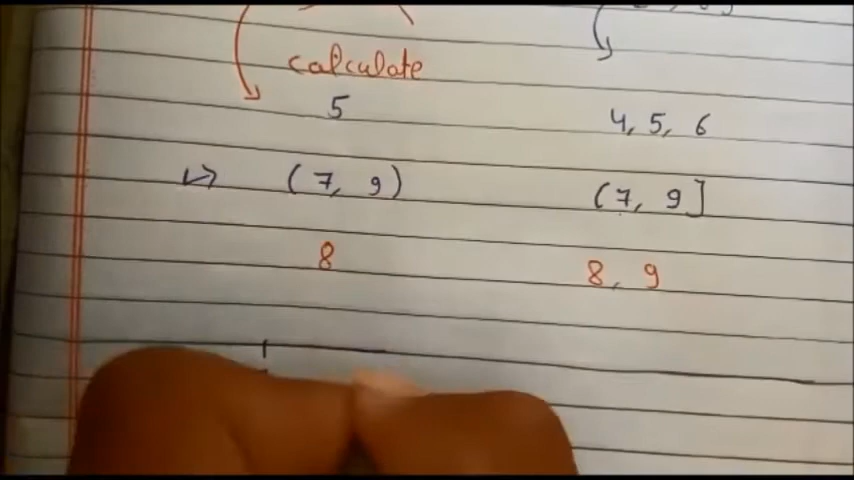 calculate
5 4, 5, 6
(7, 9) (7, 9]
8 8, 9